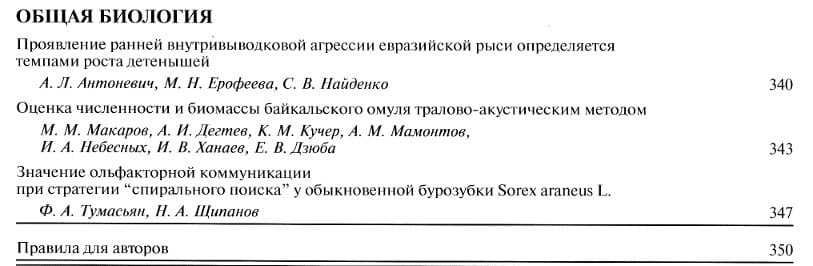 ОБЩАЯ БИОЛОГИЯ
Проявление ранней внутривыводковой агрессии евразийской рыси определяется
темпами роста детенышей
А. Л. Антоневич, М. Н. Ерофеева, С. В. Найденко 340
Оценка численности и биомассы байкальского омуля тралово-акустическим методом
М. М. Макаров, А. И. Дегтев, К. М. Кучер, А. М. Мамонтов,
И. А. Небесных, И. В. Ханаев, Е. В. Дзюба 343
Значение ольфакторной коммуникации
при стратегии “спирального поиска” у обыкновенной бурозубки Sorex araneus L.
Ф. А. Тумасьян, Н. А. Щипанов 347
Правила для авторов 350